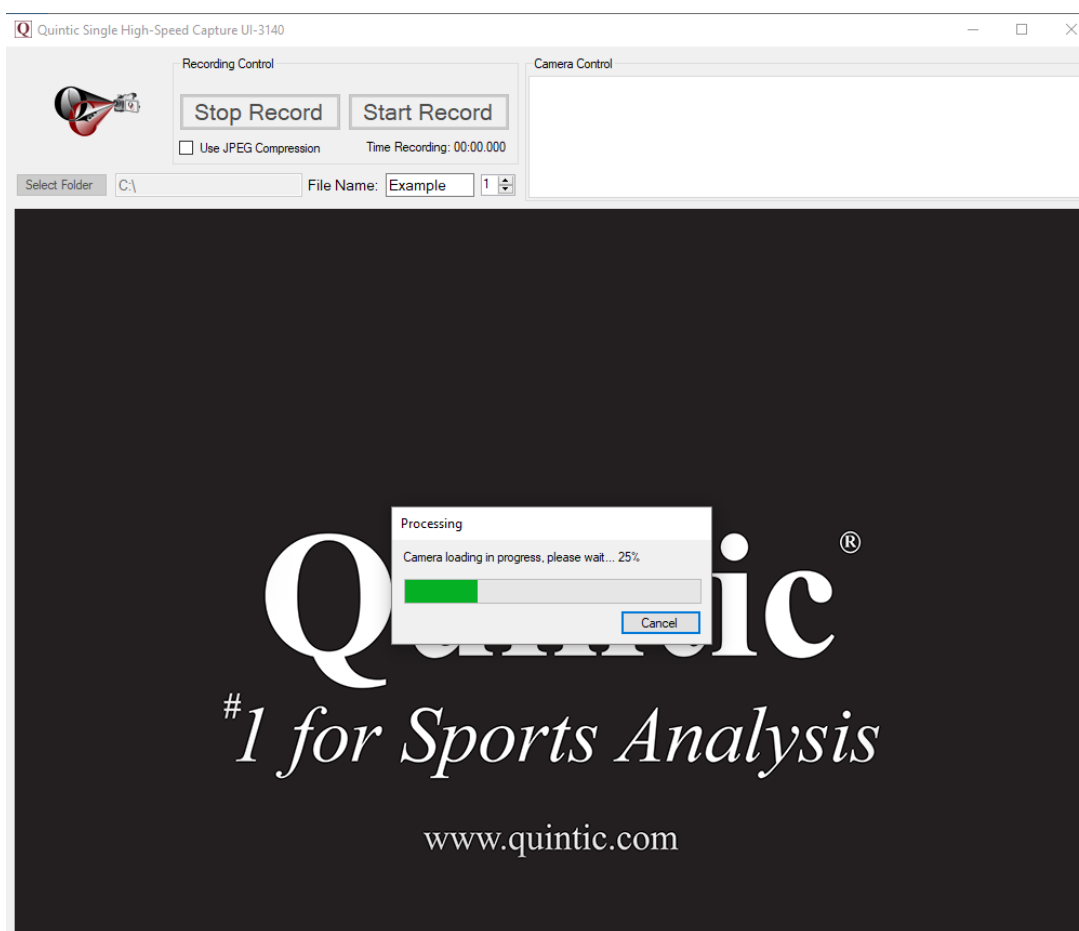 Quintic Single High-Speed Capture UI-3140
Recording Control
Camera Control
Stop Record
Start Record
Use JPEG Compression
Time Recording: 00:00.000
Select Folder
C:\
File Name:
Example
1
Processing
Camera loading in progress, please wait... 25%
Cancel
Quintic®
#1 for Sports Analysis
www.quintic.com